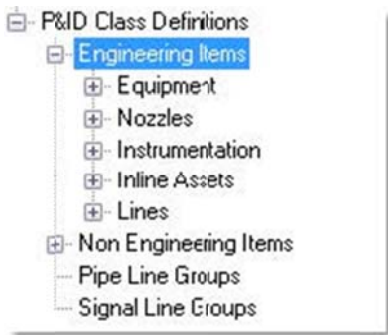 P&ID Class Definitions
Engineering Items
Equipment
Nozzles
Instrumentation
Inline Assets
Lines
Non Engineering Items
Pipe Line Groups
Signal Line Groups